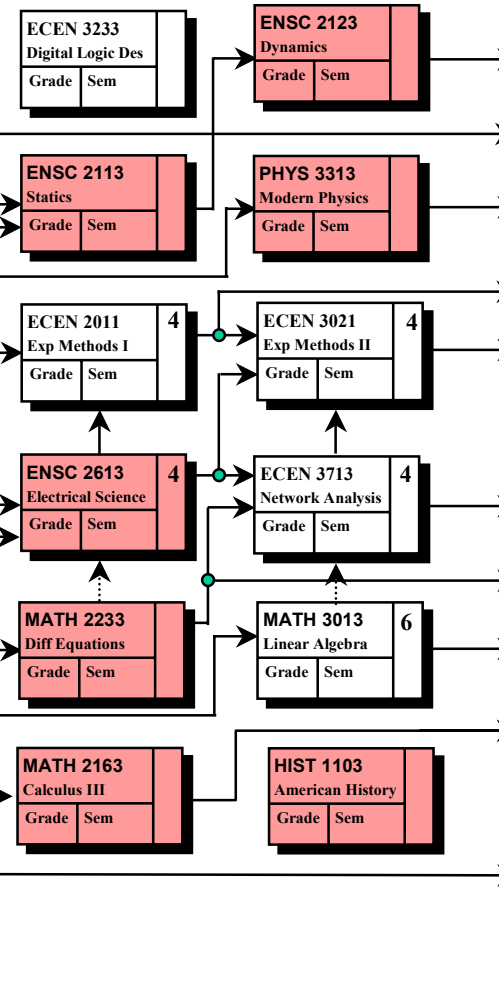 ECEN 3233
Digital Logic Des
Grade Sem
ENSC 2123
Dynamics
Grade Sem
ENSC 2113
Statics
Grade Sem
PHYS 3313
Modern Physics
Grade Sem
ECEN 2011 4
Exp Methods I
Grade Sem
ECEN 3021 4
Exp Methods II
Grade Sem
ENSC 2613 4
Electrical Science
Grade Sem
ECEN 3713 4
Network Analysis
Grade Sem
MATH 2233
Diff Equations
Grade Sem
MATH 3013 6
Linear Algebra
Grade Sem
MATH 2163
Calculus III
Grade Sem
HIST 1103
American History
Grade Sem